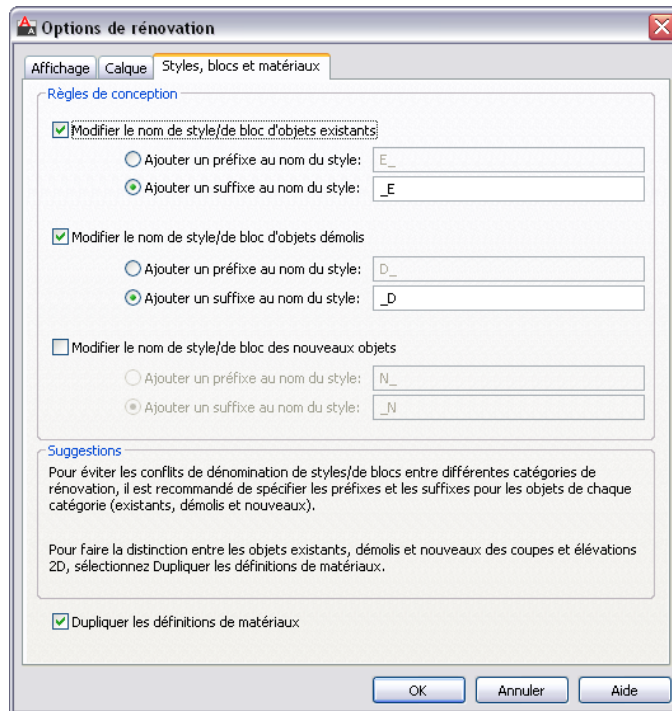 Options de rénovation
Affichage Calque Styles, blocs et matériaux
Règles de conception
Modifier le nom de style/de bloc d'objets existants
Ajouter un préfixe au nom du style: E_
Ajouter un suffixe au nom du style: _E
Modifier le nom de style/de bloc d'objets démolis
Ajouter un préfixe au nom du style: D_
Ajouter un suffixe au nom du style: _D
Modifier le nom de style/de bloc des nouveaux objets
Ajouter un préfixe au nom du style: N_
Ajouter un suffixe au nom du style: _N
Suggestions
Pour éviter les conflits de dénomination de styles/de blocs entre différentes catégories de
rénovation, il est recommandé de spécifier les préfixes et les suffixes pour les objets de chaque
catégorie (existants, démolis et nouveaux).
Pour faire la distinction entre les objets existants, démolis et nouveaux des coupes et élévations
2D, sélectionnez Dupliquer les définitions de matériaux.
Dupliquer les définitions de matériaux
OK Annuler Aide